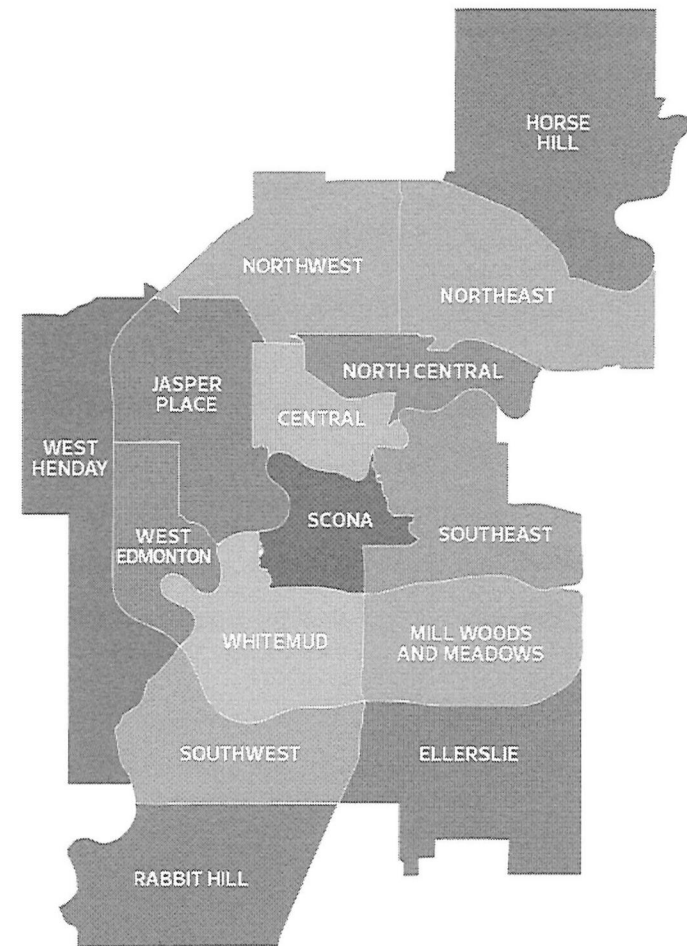 HORSE
HILL
NORTHWEST
NORTHEAST
NORTH CENTRAL
JASPER
PLACE
CENTRAL
WEST
HENDAY
SCONA
SOUTHEAST
WEST
EDMONTON
WHITEMUD
MILL WOODS
AND MEADOWS
SOUTHWEST
ELLERSLIE
RABBIT HILL